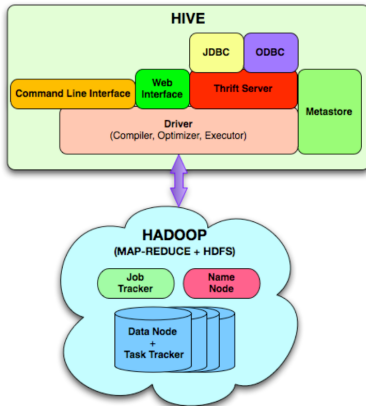 HIVE
JDBC
ODBC
Command Line Interface
Web
Interface
Thrift Server
Metastore
Driver
(Compiler, Optimizer, Executor)
HADOOP
(MAP-REDUCE + HDFS)
Job
Tracker
Name
Node
Data Node
+
Task Tracker